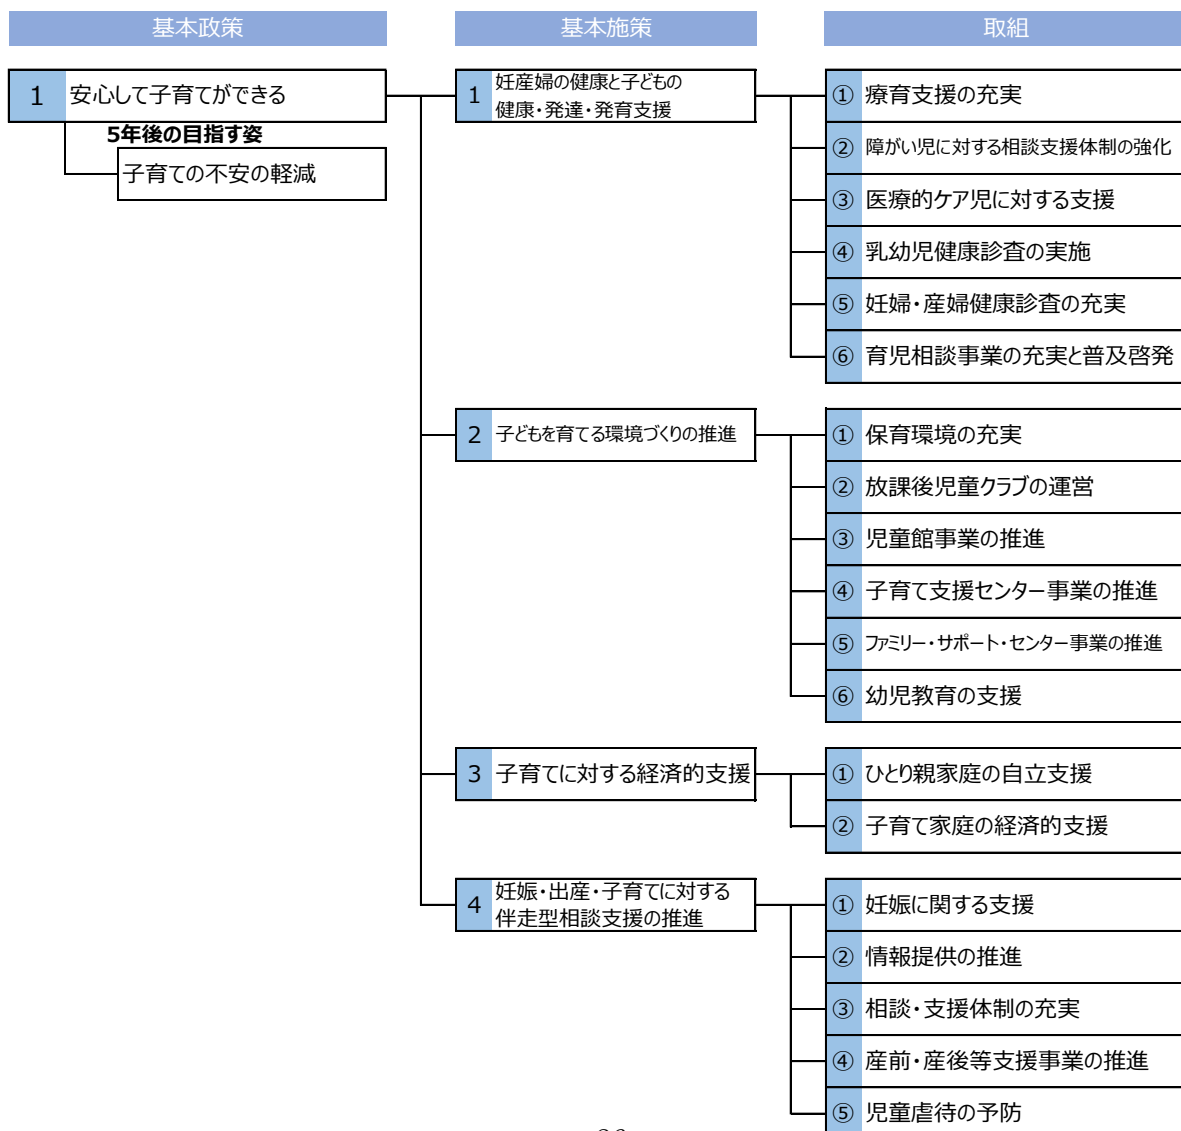 基本政策
基本施策
取組
1 安心して子育てができる
5年後の目指す姿
子育ての不安の軽減
1 妊産婦の健康と子どもの
健康・発達・発育支援
① 療育支援の充実
② 障がい児に対する相談支援体制の強化
③ 医療的ケア児に対する支援
④ 乳幼児健康診査の実施
⑤ 妊婦・産婦健康診査の充実
⑥ 育児相談事業の充実と普及啓発
2 子どもを育てる環境づくりの推進
① 保育環境の充実
② 放課後児童クラブの運営
③ 児童館事業の推進
④ 子育て支援センター事業の推進
⑤ ファミリー・サポート・センター事業の推進
⑥ 幼児教育の支援
3 子育てに対する経済的支援
① ひとり親家庭の自立支援
② 子育て家庭の経済的支援
4 妊娠・出産・子育てに対する
伴走型相談支援の推進
① 妊娠に関する支援
② 情報提供の推進
③ 相談・支援体制の充実
④ 産前・産後等支援事業の推進
⑤ 児童虐待の予防